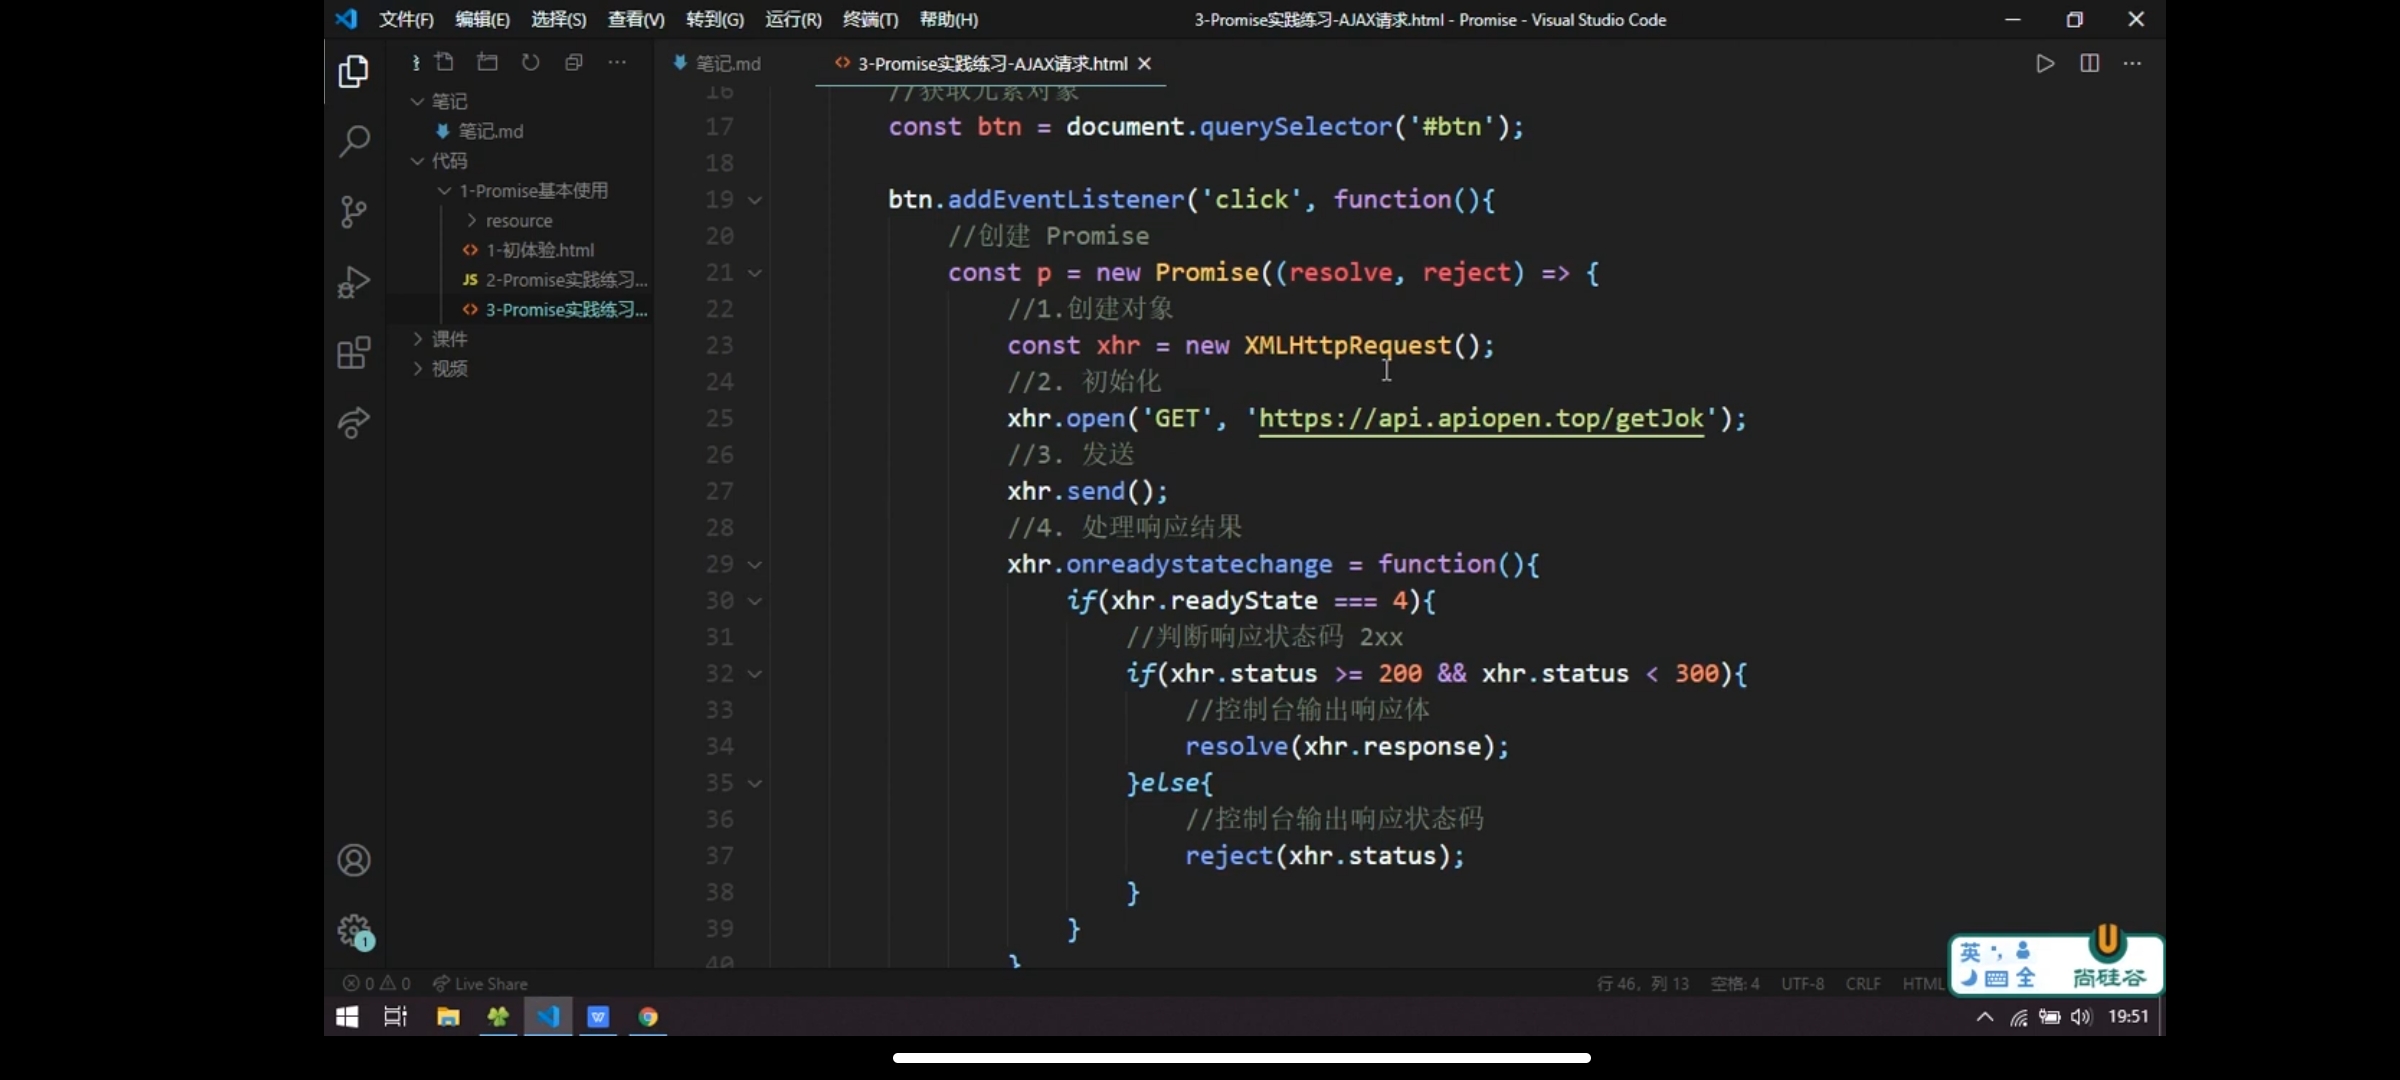 文件(F) 编辑(E) 选择(S) 查看(V) 转到(G) 运行(R) 终端(T) 帮助(H) 3-Promise实践练习-AJAX请求.html - Promise - Visual Studio Code
笔记.md 3-Promise实践练习-AJAX请求.html
笔记
笔记.md
代码
1-Promise基本使用
resource
1-初体验.html
JS 2-Promise实践练习...
3-Promise实践练习...
课件
视频
16 //获取元素对象
17 const btn = document.querySelector('#btn');
18
19 btn.addEventListener('click', function(){
20 //创建 Promise
21 const p = new Promise((resolve, reject) => {
22 //1.创建对象
23 const xhr = new XMLHttpRequest();
24 //2. 初始化
25 xhr.open('GET', 'https://api.apiopen.top/getJok');
26 //3. 发送
27 xhr.send();
28 //4. 处理响应结果
29 xhr.onreadystatechange = function(){
30 if(xhr.readyState === 4){
31 //判断响应状态码 2xx
32 if(xhr.status >= 200 && xhr.status < 300){
33 //控制台输出响应体
34 resolve(xhr.response);
35 }else{
36 //控制台输出响应状态码
37 reject(xhr.status);
38 }
39 }
40 }
1
英 全 尚硅谷
0 0 Live Share 行 46，列 13 空格: 4 UTF-8 CRLF HTML
19:51